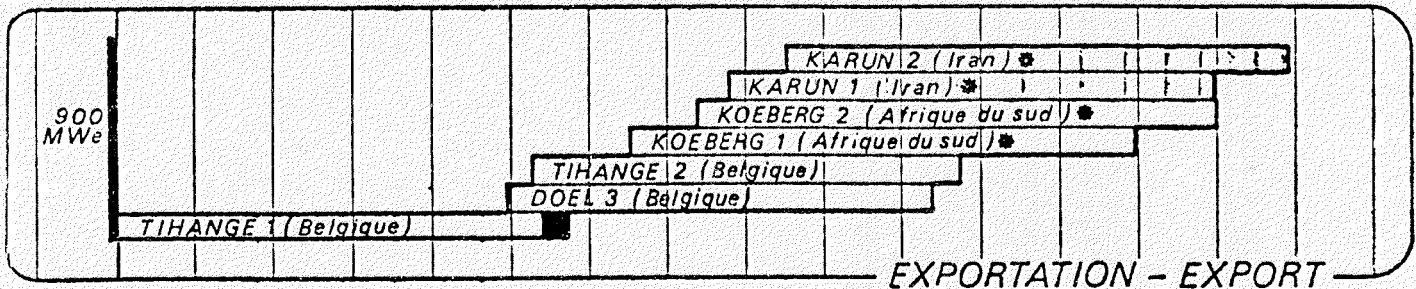 KARUN 2 (Iran) *
KARUN 1 (Iran) *
900
MWe
KOEBERG 2 (Afrique du sud) *
KOEBERG 1 (Afrique du sud) *
TIHANGE 2 (Belgique)
DOEL 3 (Belgique)
TIHANGE 1 (Belgique)
EXPORTATION - EXPORT